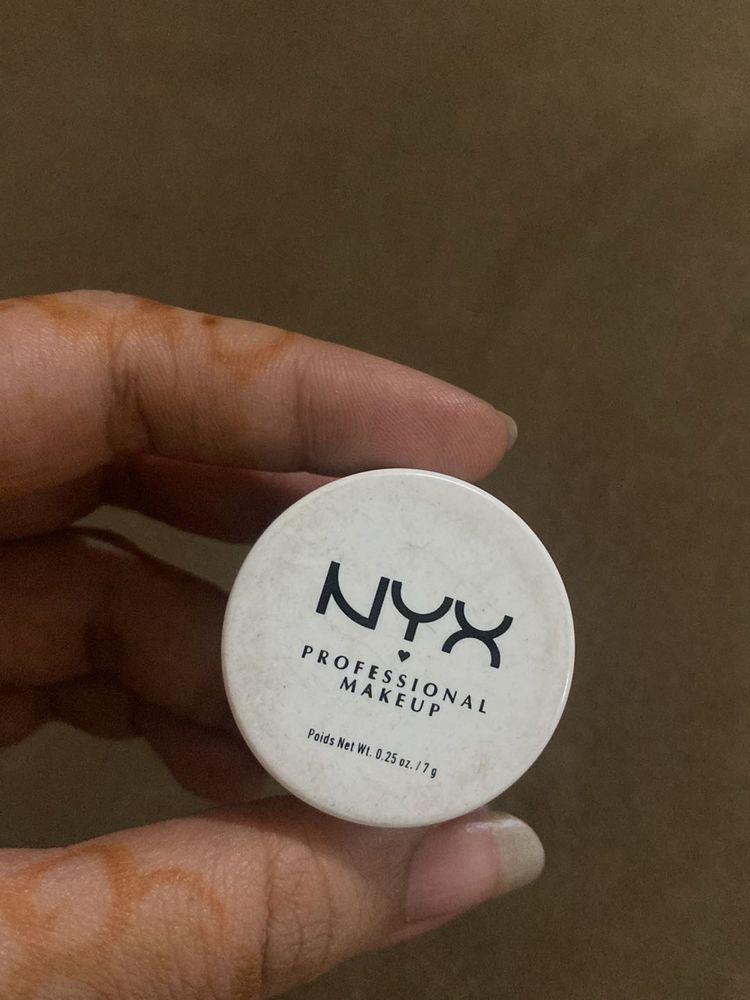 NYX
PROFESSIONAL
MAKEUP
Poids Net Wt. 0.25 oz. / 7 g